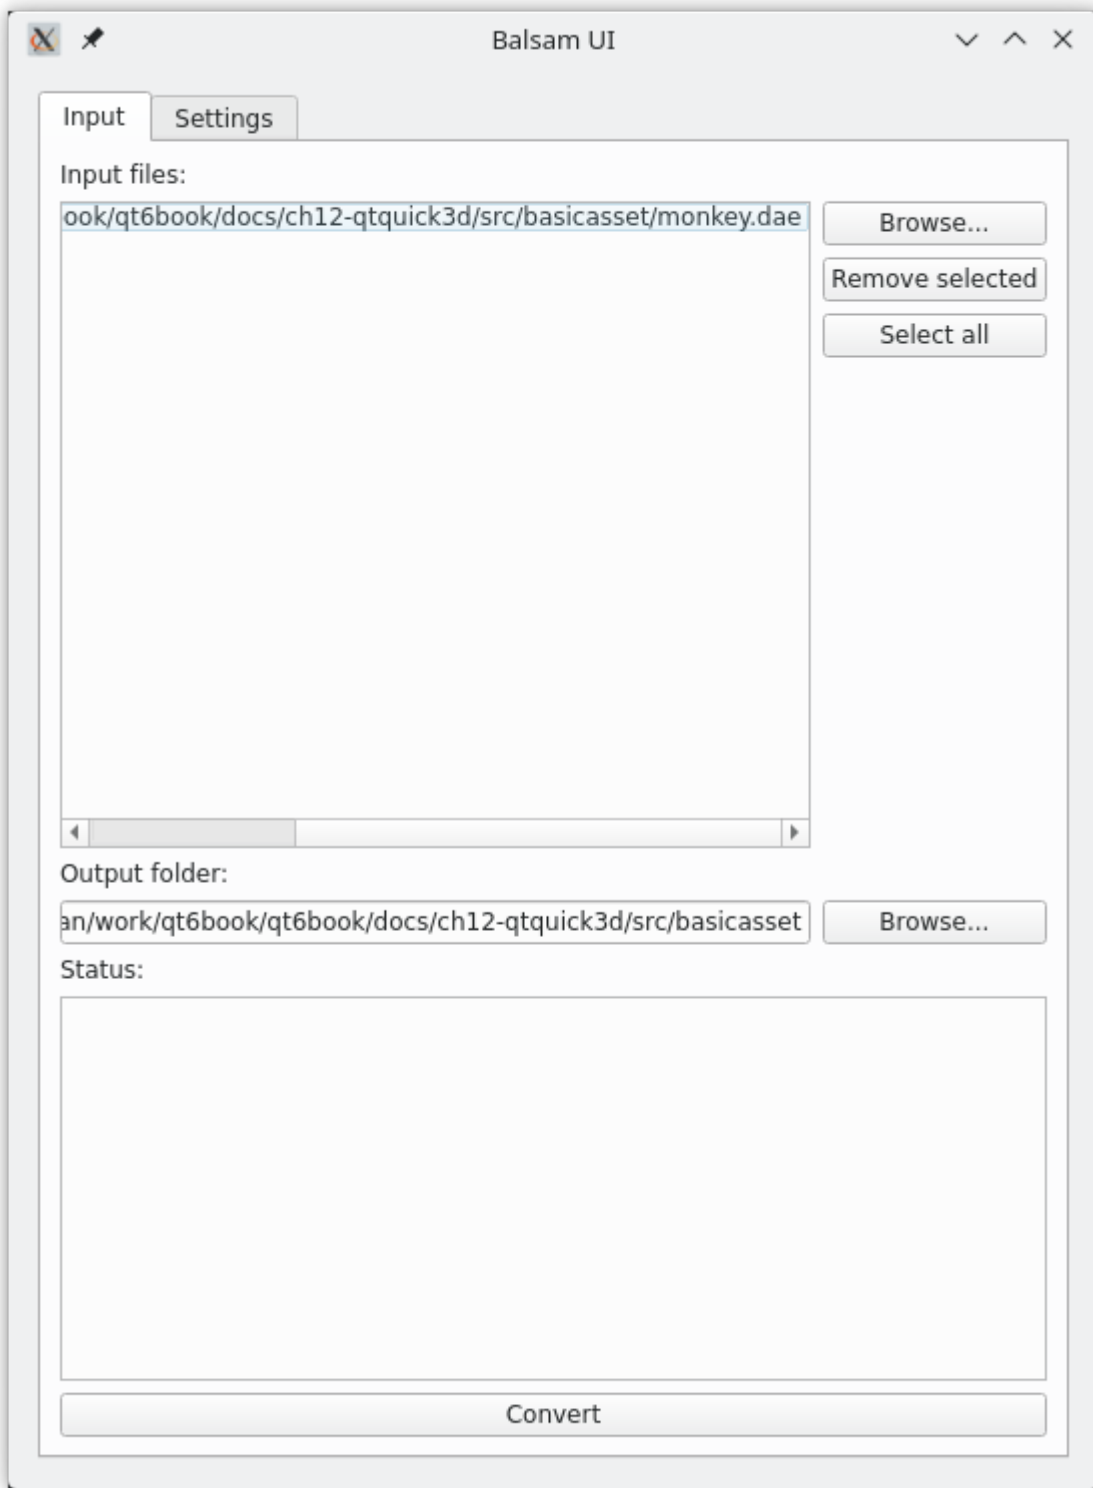 Balsam UI
Input
Settings
Input files:
ook/qt6book/docs/ch12-qtquick3d/src/basicasset/monkey.dae
Browse...
Remove selected
Select all
Output folder:
an/work/qt6book/qt6book/docs/ch12-qtquick3d/src/basicasset
Browse...
Status:
Convert